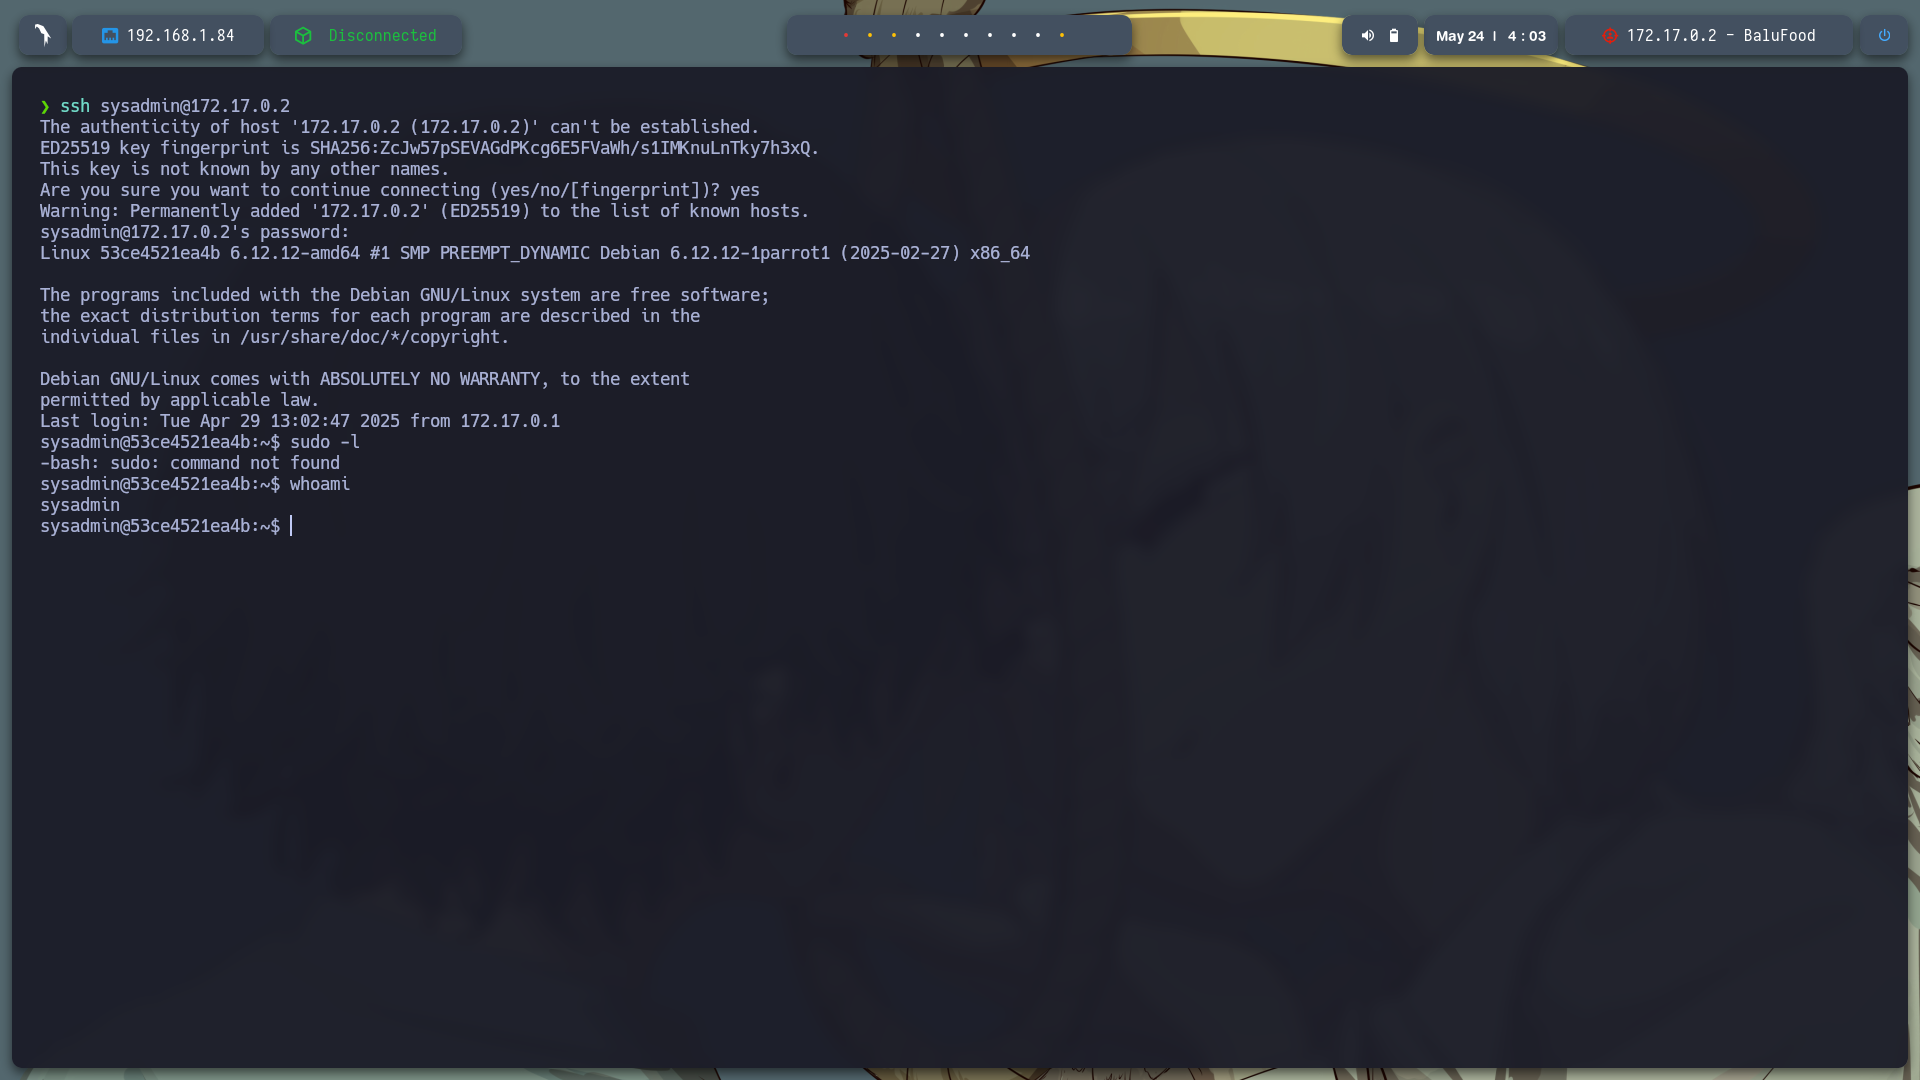 192.168.1.84
Disconnected
May 24 | 4 : 03
172.17.0.2 - BaluFood
❯ ssh sysadmin@172.17.0.2
The authenticity of host '172.17.0.2 (172.17.0.2)' can't be established.
ED25519 key fingerprint is SHA256:ZcJw57pSEVAGdPKcg6E5FVaWh/s1IMKnuLnTky7h3xQ.
This key is not known by any other names.
Are you sure you want to continue connecting (yes/no/[fingerprint])? yes
Warning: Permanently added '172.17.0.2' (ED25519) to the list of known hosts.
sysadmin@172.17.0.2's password:
Linux 53ce4521ea4b 6.12.12-amd64 #1 SMP PREEMPT_DYNAMIC Debian 6.12.12-1parrot1 (2025-02-27) x86_64
The programs included with the Debian GNU/Linux system are free software;
the exact distribution terms for each program are described in the
individual files in /usr/share/doc/*/copyright.
Debian GNU/Linux comes with ABSOLUTELY NO WARRANTY, to the extent
permitted by applicable law.
Last login: Tue Apr 29 13:02:47 2025 from 172.17.0.1
sysadmin@53ce4521ea4b:~$ sudo -l
-bash: sudo: command not found
sysadmin@53ce4521ea4b:~$ whoami
sysadmin
sysadmin@53ce4521ea4b:~$